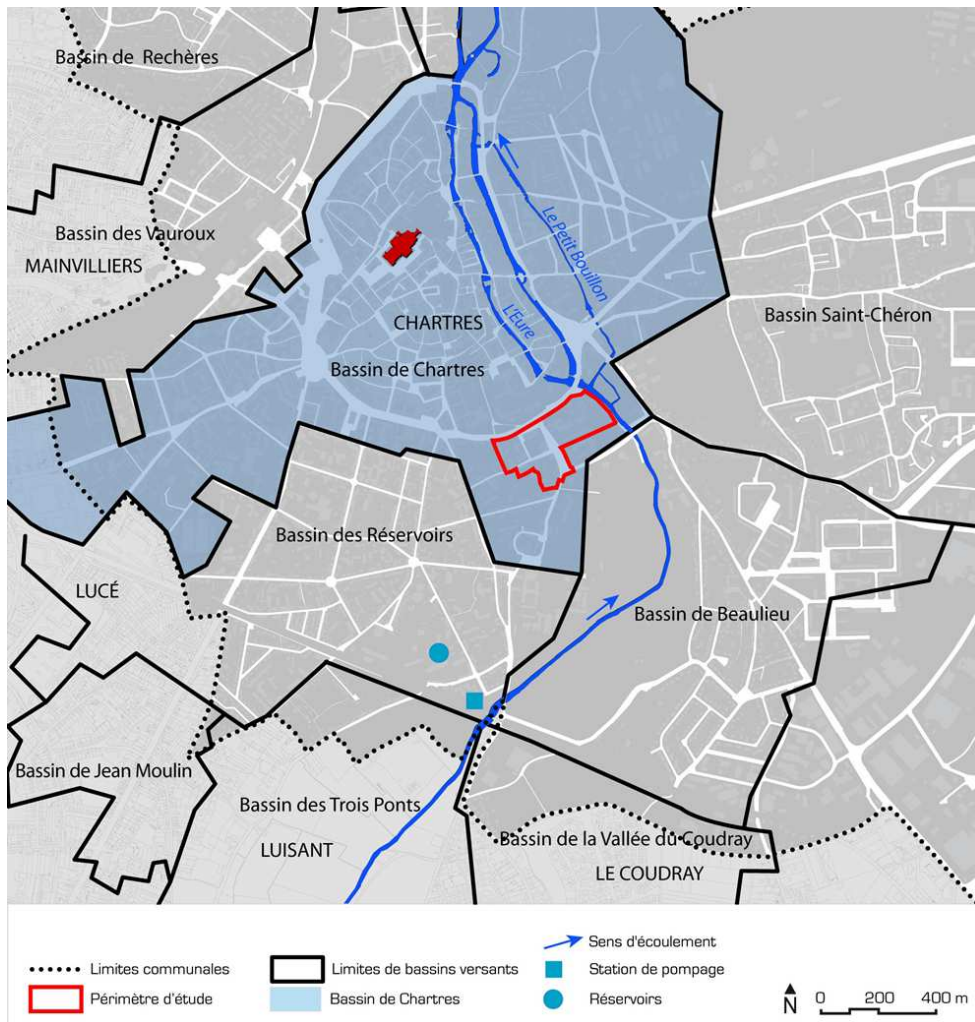 Bassin de Rechères
Bassin des Vauroux
MAINVILLIERS
Le Petit Bouillon
L'Eure
CHARTRES
Bassin de Chartres
Bassin Saint-Chéron
Bassin des Réservoirs
LUCÉ
Bassin de Beaulieu
Bassin de Jean Moulin
Bassin des Trois Ponts
LUISANT
Bassin de la Vallée du Coudray
LE COUDRAY
Limites communales
Périmètre d'étude
Limites de bassins versants
Bassin de Chartres
Sens d'écoulement
Station de pompage
Réservoirs
N
0 200 400 m